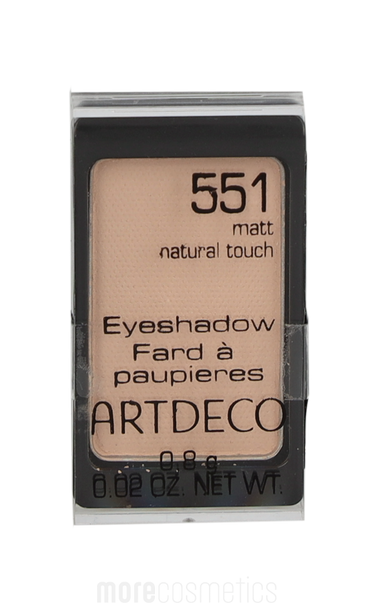 551
matt
natural touch
Eyeshadow
Fard à
paupieres
ARTDECO
0.8 g
0.02 OZ. NET WT.
morecosmetics